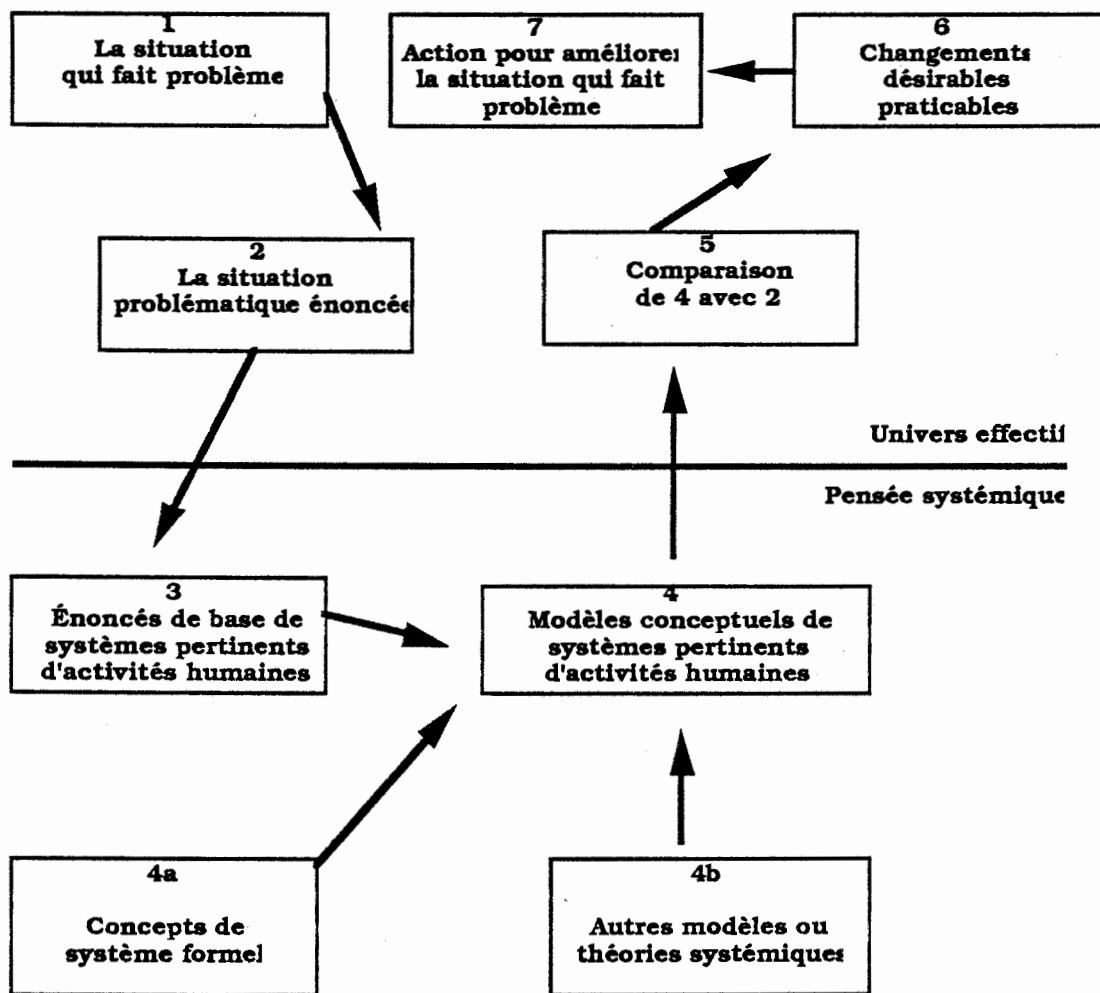 1
La situation
qui fait problème
7
Action pour améliorer
la situation qui fait
problème
6
Changements
désirables
praticables
2
La situation
problématique énoncée
5
Comparaison
de 4 avec 2
Univers effectif
Pensée systémique
3
Énoncés de base de
systèmes pertinents
d'activités humaines
4
Modèles conceptuels de
systèmes pertinents
d'activités humaines
4a
Concepts de
système formel
4b
Autres modèles ou
théories systémiques